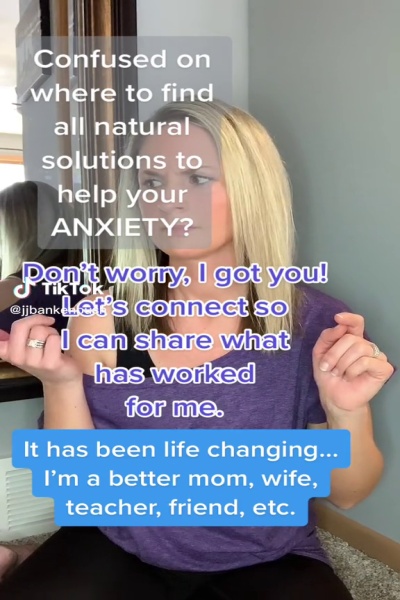 Confused on
where to find
all natural
solutions to
help your
ANXIETY?
Don't worry, I got you!
TikTok
Let's connect so
I can share what
has worked
for me.
It has been life changing...
I'm a better mom, wife,
teacher, friend, etc.